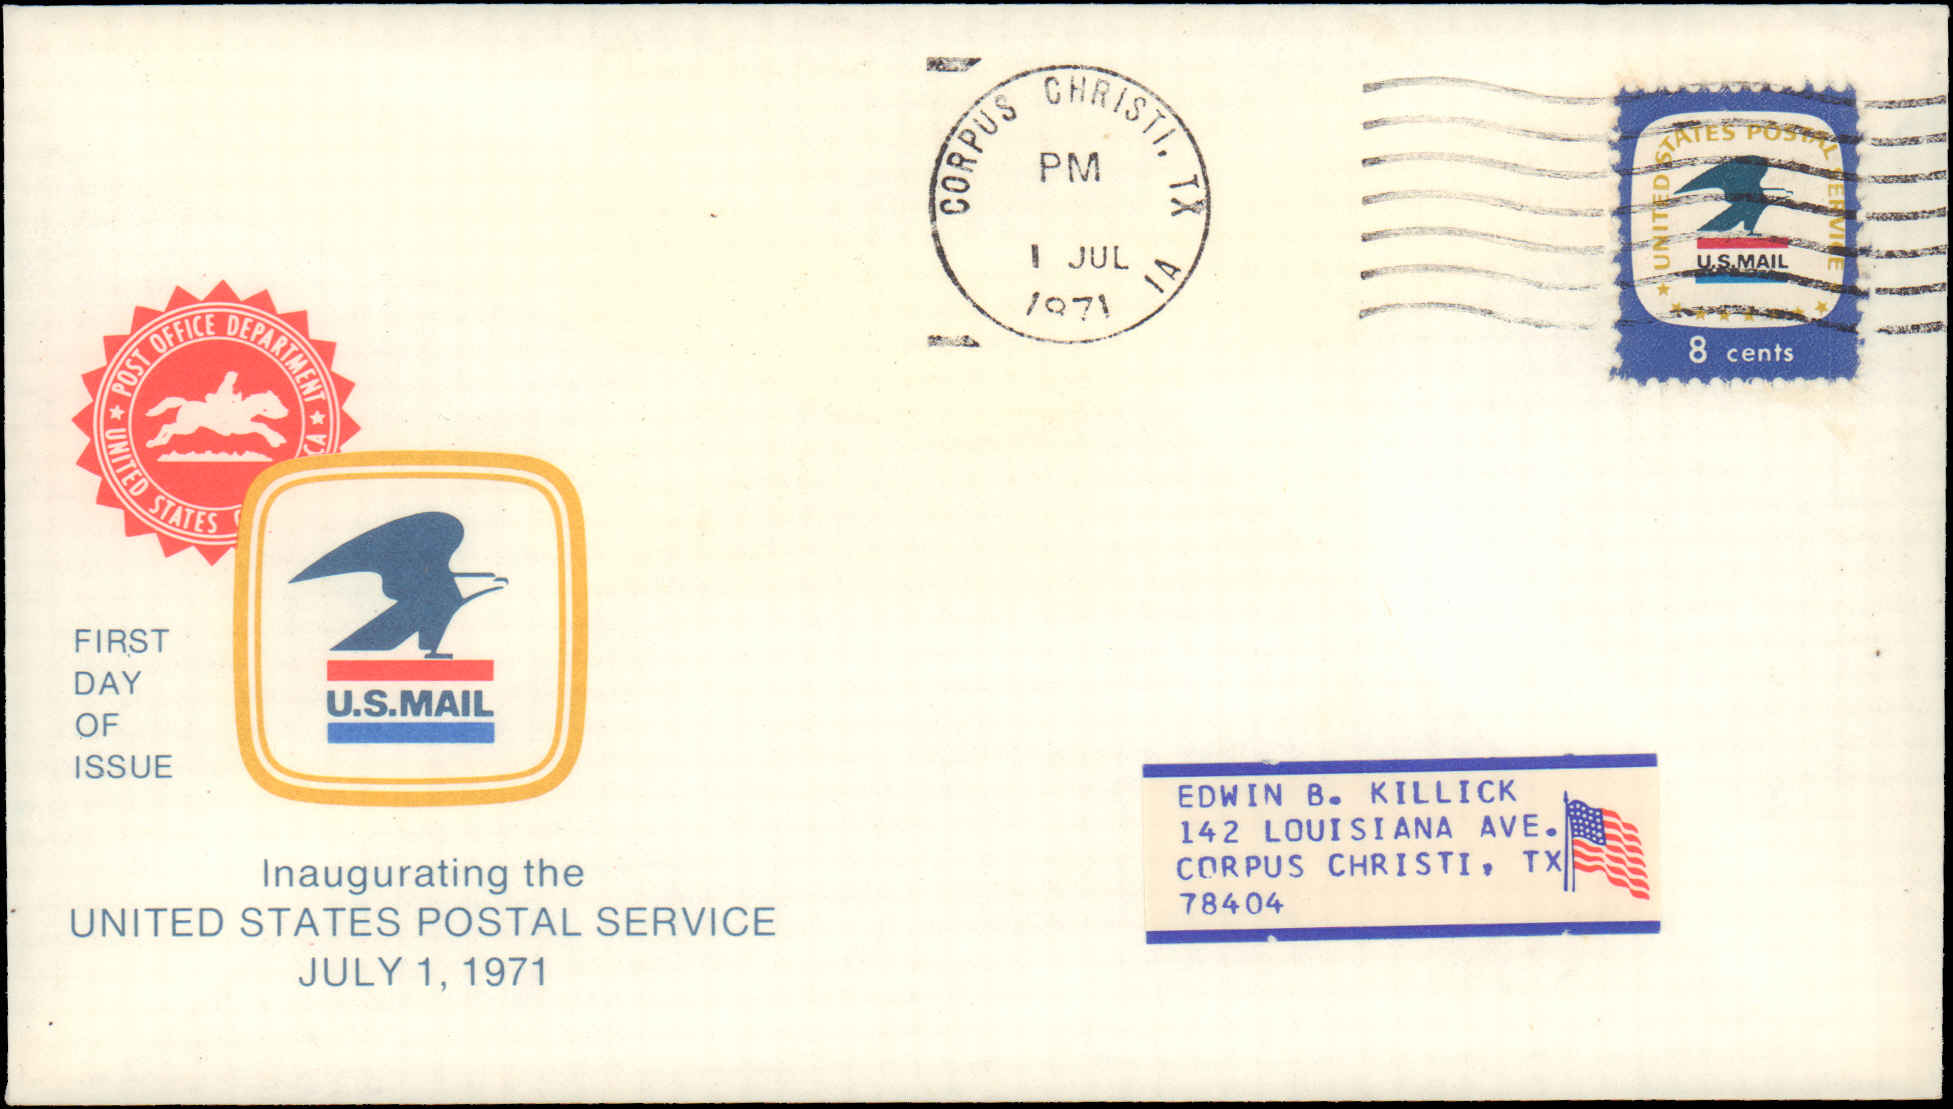 CORPUS CHRISTI, TX
PM
1 JUL
1971
1A
UNITED STATES POSTAL SERVICE
U.S.MAIL
8 cents
POST OFFICE DEPARTMENT
UNITED STATES
U.S.MAIL
FIRST
DAY
OF
ISSUE
Inaugurating the
UNITED STATES POSTAL SERVICE
JULY 1, 1971
EDWIN B. KILLICK
142 LOUISIANA AVE.
CORPUS CHRISTI, TX
78404